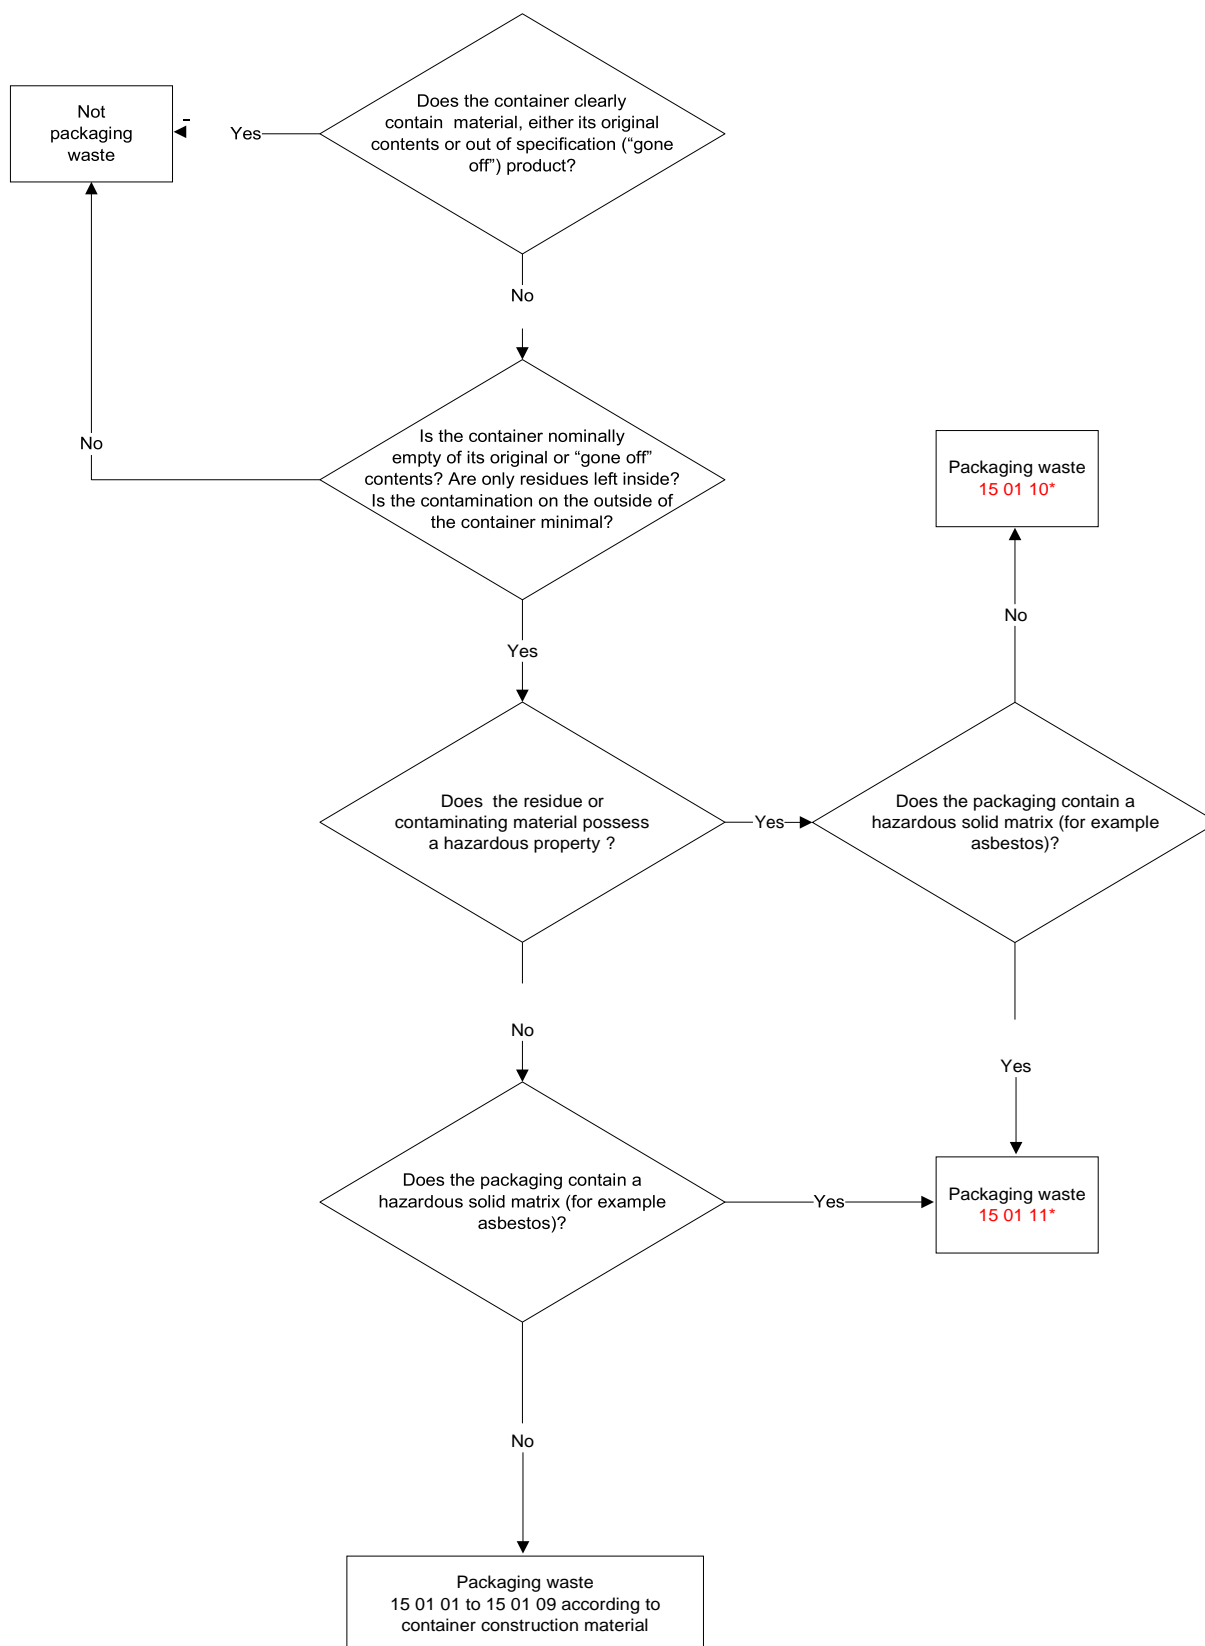 Does the container clearly
contain  material, either its original
contents or out of specification (“gone
off”) product?
Not
packaging
waste
Yes
No
Is the container nominally
empty of its original or “gone off”
contents? Are only residues left inside?
Is the contamination on the outside of
the container minimal?
No
Packaging waste
15 01 10*
No
Yes
Does  the residue or
contaminating material possess
a hazardous property ?
Yes
Does the packaging contain a
hazardous solid matrix (for example
asbestos)?
No
Yes
Does the packaging contain a
hazardous solid matrix (for example
asbestos)?
Yes
Packaging waste
15 01 11*
No
Packaging waste
15 01 01 to 15 01 09 according to
container construction material